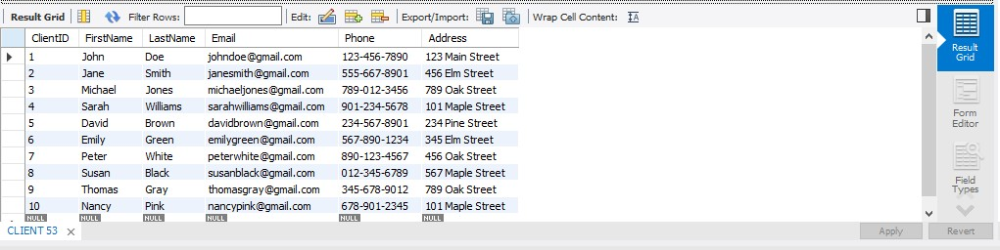 Result Grid Filter Rows: Edit: Export/Import: Wrap Cell Content:
ClientID FirstName LastName Email Phone Address
1 John Doe johndoe@gmail.com 123-456-7890 123 Main Street
2 Jane Smith janesmith@gmail.com 555-667-8901 456 Elm Street
3 Michael Jones michaeljones@gmail.com 789-012-3456 789 Oak Street
4 Sarah Williams sarahwilliams@gmail.com 901-234-5678 101 Maple Street
5 David Brown davidbrown@gmail.com 234-567-8901 234 Pine Street
6 Emily Green emilygreen@gmail.com 567-890-1234 345 Elm Street
7 Peter White peterwhite@gmail.com 890-123-4567 456 Oak Street
8 Susan Black susanblack@gmail.com 012-345-6789 567 Maple Street
9 Thomas Gray thomasgray@gmail.com 345-678-9012 789 Oak Street
10 Nancy Pink nancypink@gmail.com 678-901-2345 101 Maple Street
NULL NULL NULL NULL NULL NULL
Result
Grid
Form
Editor
Field
Types
CLIENT 53
Apply Revert